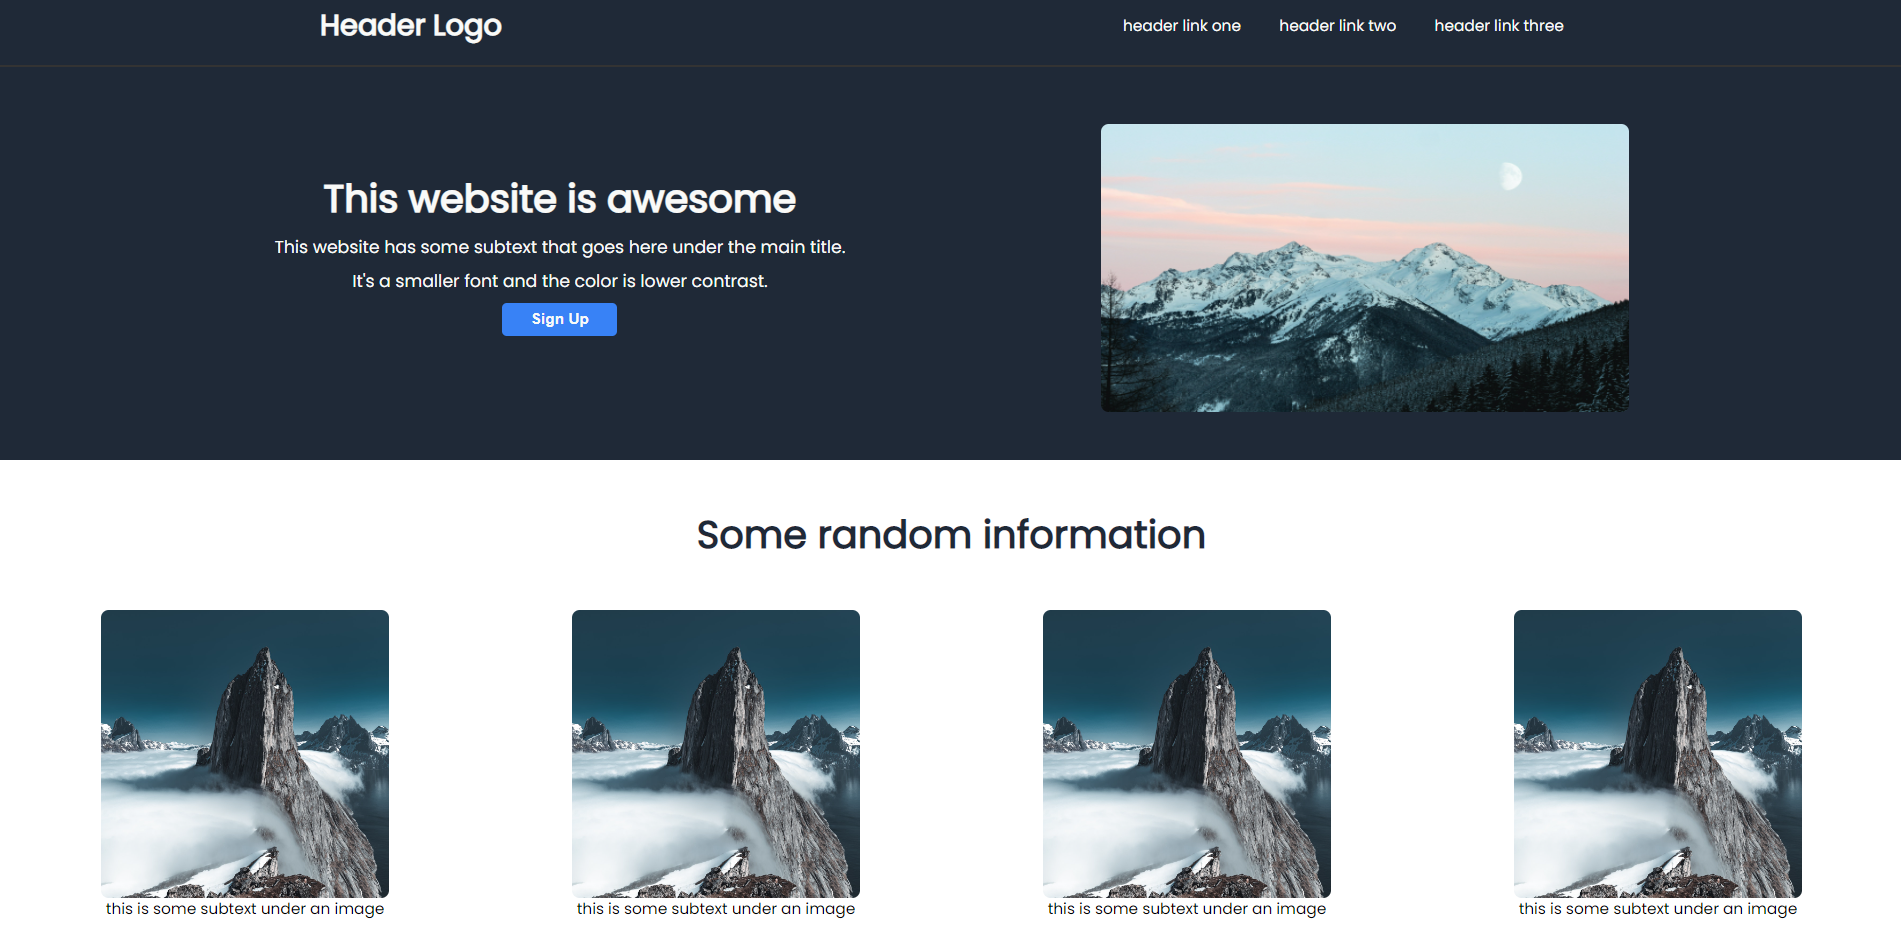 Header Logo
header link one
header link two
header link three
This website is awesome
This website has some subtext that goes here under the main title.
It's a smaller font and the color is lower contrast.
Sign Up
Some random information
this is some subtext under an image
this is some subtext under an image
this is some subtext under an image
this is some subtext under an image